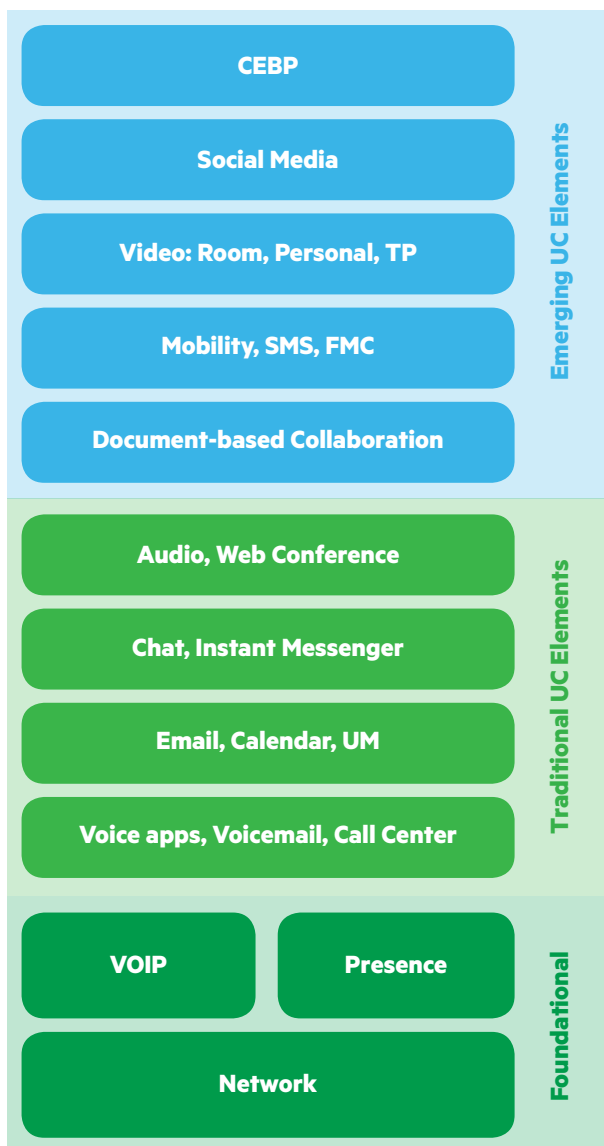 CEBP
Social Media
Video: Room, Personal, TP
Mobility, SMS, FMC
Document-based Collaboration
Emerging UC Elements
Audio, Web Conference
Chat, Instant Messenger
Email, Calendar, UM
Voice apps, Voicemail, Call Center
Traditional UC Elements
VOIP
Presence
Network
Foundational